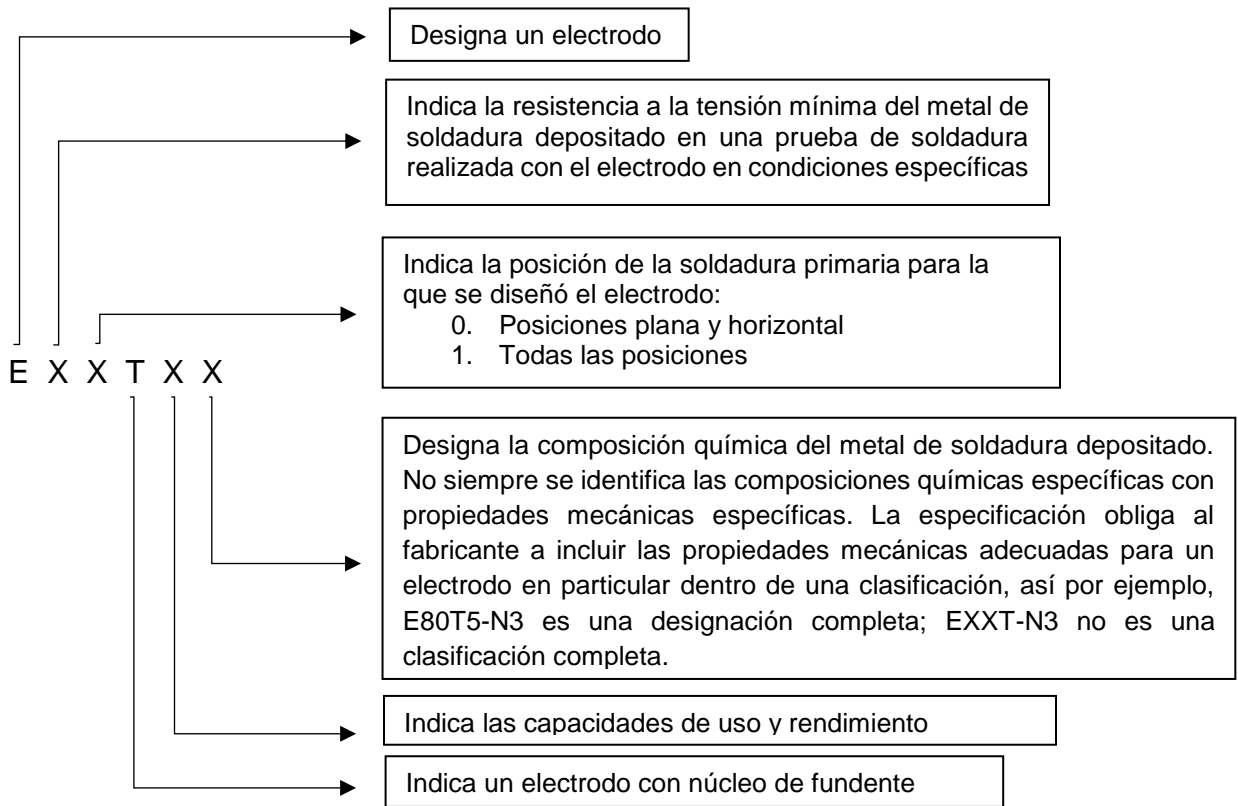 Designa un electrodo
Indica la resistencia a la tensión mínima del metal de
soldadura depositado en una prueba de soldadura
realizada con el electrodo en condiciones específicas
Indica la posición de la soldadura primaria para la
que se diseñó el electrodo:
0. Posiciones plana y horizontal
1. Todas las posiciones
E X X T X X
Designa la composición química del metal de soldadura depositado.
No siempre se identifica las composiciones químicas específicas con
propiedades mecánicas específicas. La especificación obliga al
fabricante a incluir las propiedades mecánicas adecuadas para un
electrodo en particular dentro de una clasificación, así por ejemplo,
E80T5-N3 es una designación completa; EXXT-N3 no es una
clasificación completa.
Indica las capacidades de uso y rendimiento
Indica un electrodo con núcleo de fundente